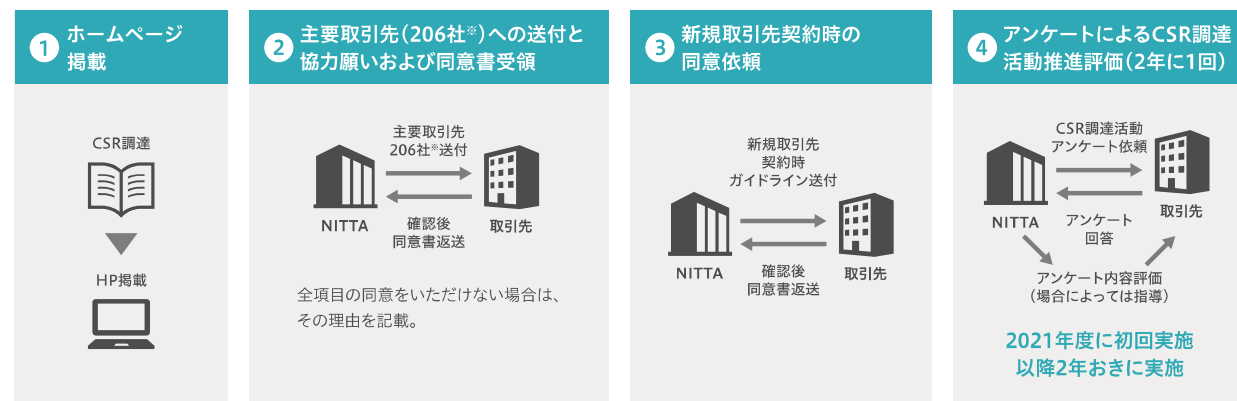 1 ホームページ
掲載
CSR調達
HP掲載
2 主要取引先(206社※)への送付と
協力願いおよび同意書受領
主要取引先
206社※送付
NITTA
取引先
確認後
同意書返送
全項目の同意をいただけない場合は、
その理由を記載。
3 新規取引先契約時の
同意依頼
新規取引先
契約時
ガイドライン送付
NITTA
取引先
確認後
同意書返送
4 アンケートによるCSR調達
活動推進評価(2年に1回)
CSR調達活動
アンケート依頼
NITTA
取引先
アンケート
回答
アンケート内容評価
(場合によっては指導)
2021年度に初回実施
以降2年おきに実施